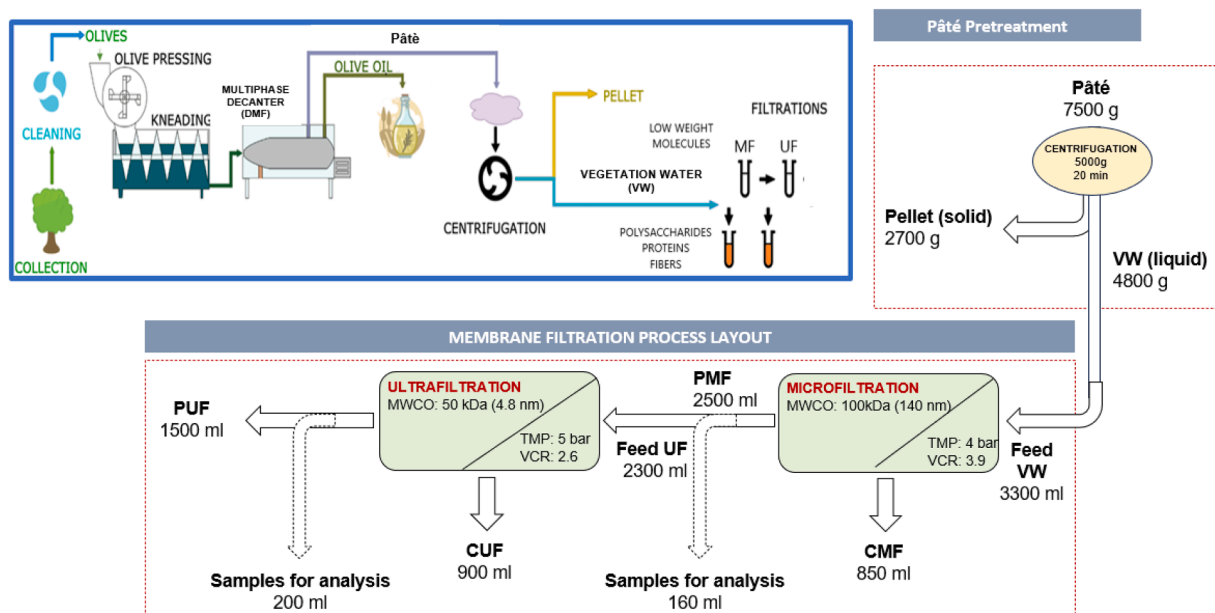 OLIVES
OLIVE PRESSING
CLEANING
KNEADING
COLLECTION
MULTIPHASE
DECANTER
(DMF)
Pâtè
OLIVE OIL
CENTRIFUGATION
PELLET
VEGETATION WATER
(VW)
LOW WEIGHT
MOLECULES
FILTRATIONS
MF
UF
POLYSACCHARIDES
PROTEINS
FIBERS
Pâté Pretreatment
Pâté
7500 g
CENTRIFUGATION
5000g
20 min
Pellet (solid)
2700 g
VW (liquid)
4800 g
MEMBRANE FILTRATION PROCESS LAYOUT
PUF
1500 ml
ULTRAFILTRATION
MWCO: 50 kDa (4.8 nm)
TMP: 5 bar
VCR: 2.6
PMF
2500 ml
Feed UF
2300 ml
MICROFILTRATION
MWCO: 100kDa (140 nm)
TMP: 4 bar
VCR: 3.9
Feed
VW
3300 ml
CUF
900 ml
CMF
850 ml
Samples for analysis
200 ml
Samples for analysis
160 ml